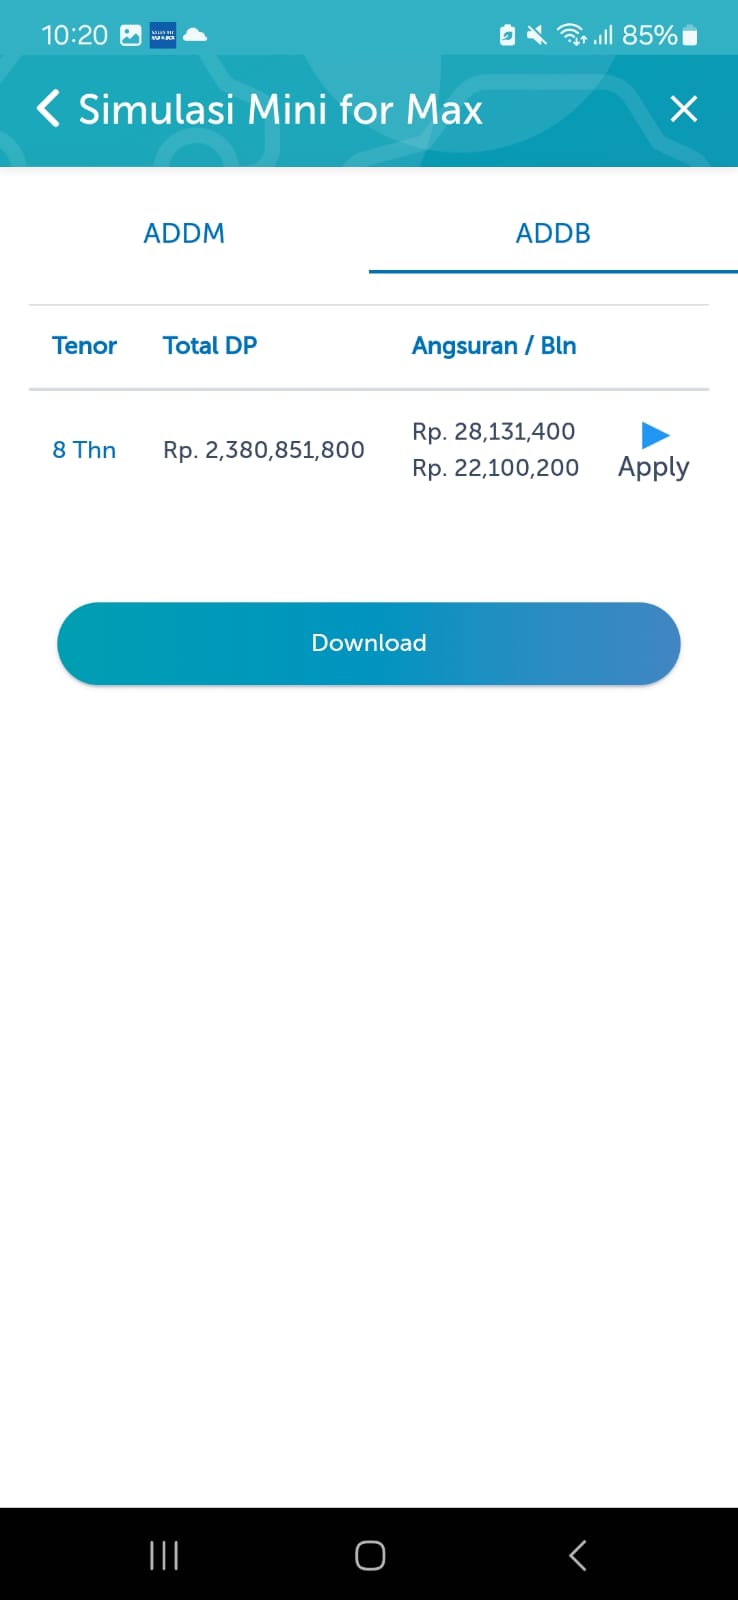 10:20 85%
Simulasi Mini for Max
ADDM ADDB
Tenor Total DP Angsuran / Bln
8 Thn Rp. 2,380,851,800 Rp. 28,131,400
Rp. 22,100,200 Apply
Download